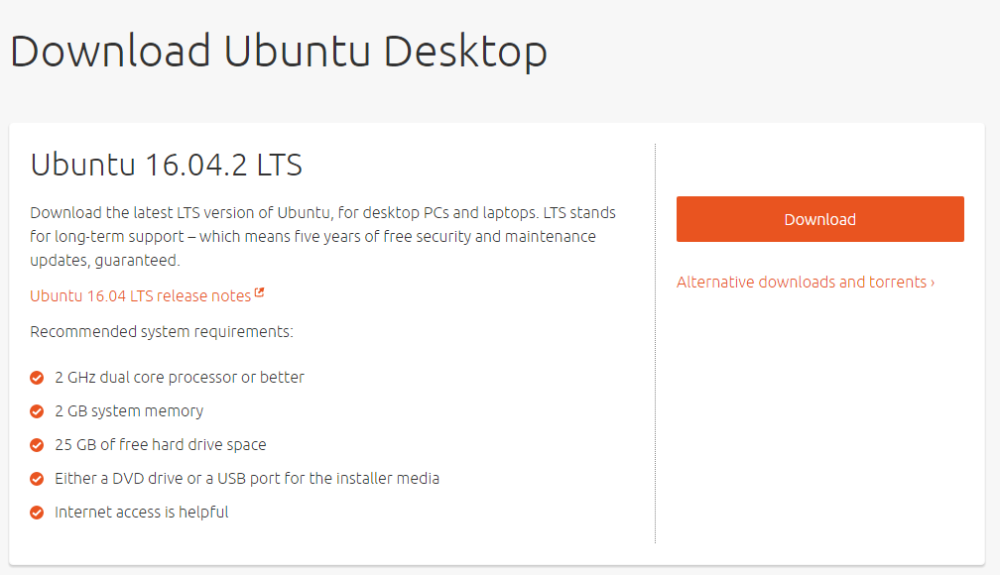 Download Ubuntu Desktop
Ubuntu 16.04.2 LTS
Download the latest LTS version of Ubuntu, for desktop PCs and laptops. LTS stands
for long-term support – which means five years of free security and maintenance
updates, guaranteed.
Ubuntu 16.04 LTS release notes
Recommended system requirements:
2 GHz dual core processor or better
2 GB system memory
25 GB of free hard drive space
Either a DVD drive or a USB port for the installer media
Internet access is helpful
Download
Alternative downloads and torrents ›